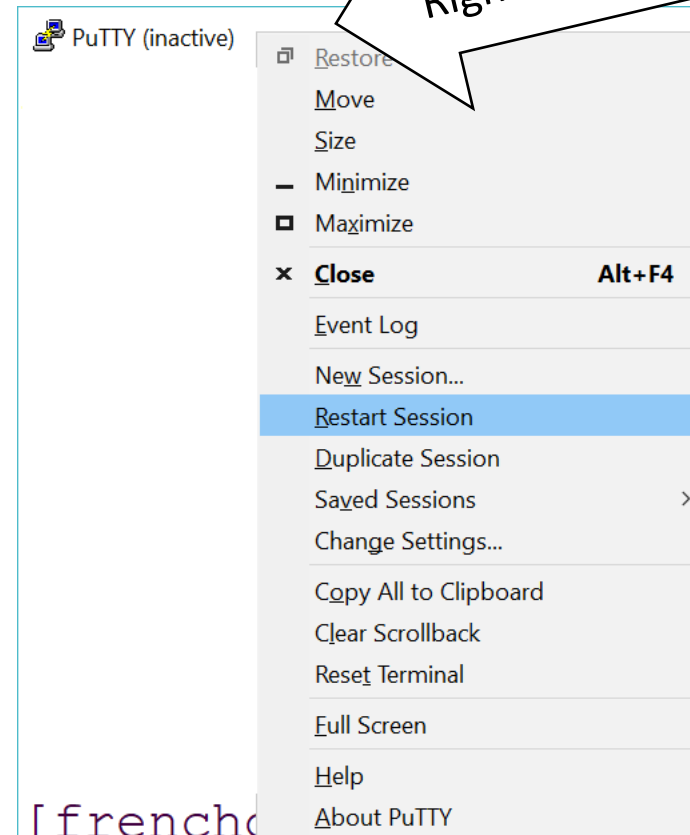 PuTTY (inactive)
Restore
Move
Size
Minimize
Maximize
Close Alt+F4
Event Log
New Session...
Restart Session
Duplicate Session
Saved Sessions
Change Settings...
Copy All to Clipboard
Clear Scrollback
Reset Terminal
Full Screen
Help
About PuTTY